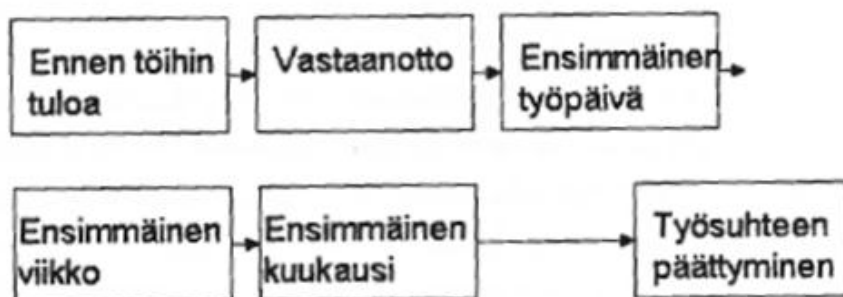 Ennen töihin
tuloa
Vastaanotto
Ensimmäinen
työpäivä
Ensimmäinen
viikko
Ensimmäinen
kuukausi
Työsuhteen
päättyminen